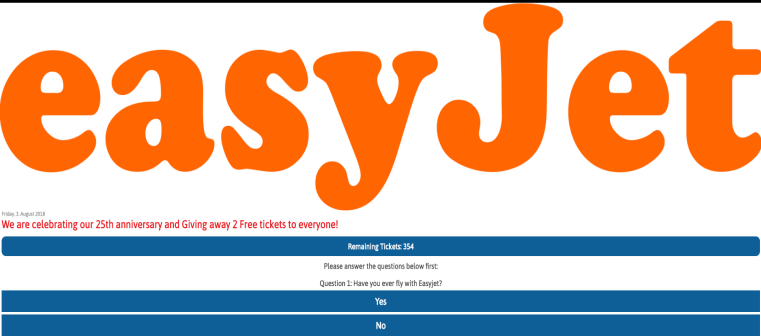 easyJet
Friday, 3. August 2018
We are celebrating our 25th anniversary and Giving away 2 Free tickets to everyone!
Remaining Tickets: 354
Please answer the questions below first:
Question 1: Have you ever fly with Easyjet?
Yes
No